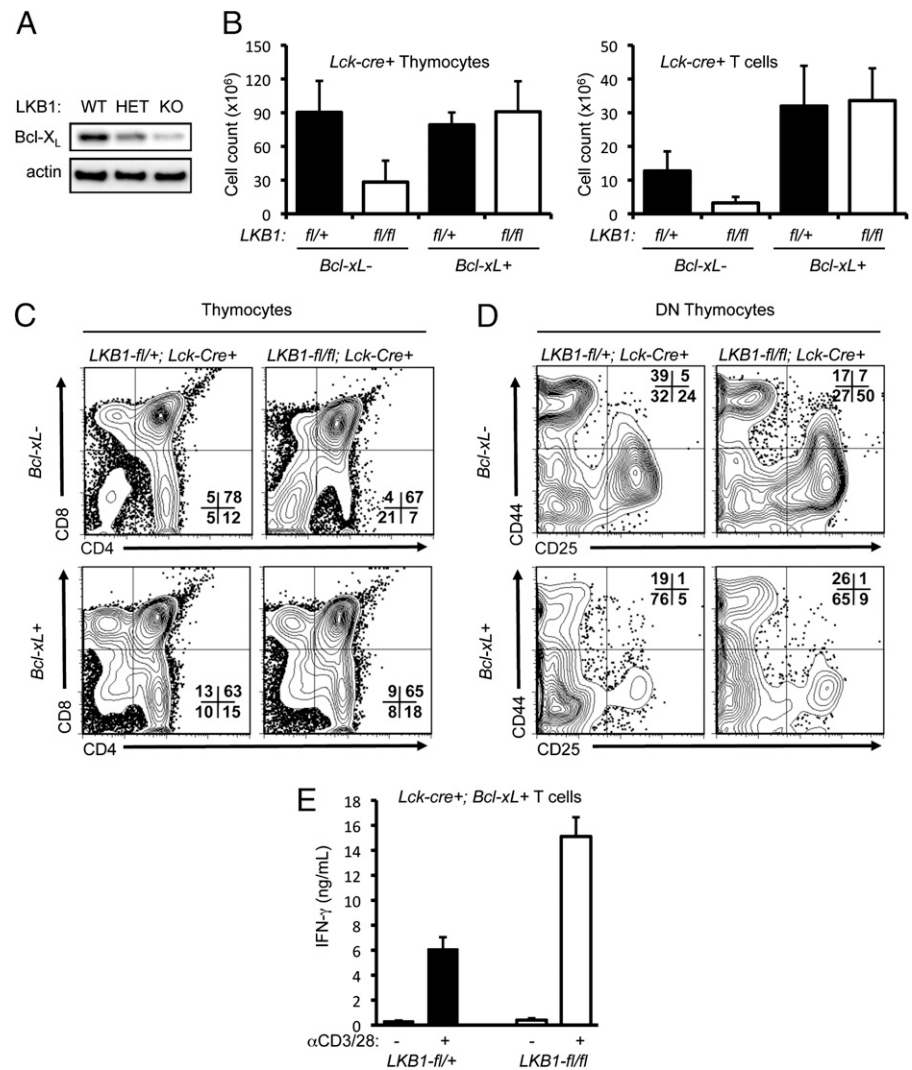 A
LKB1: WT HET KO
Bcl-XL
actin
B
Lck-cre+ Thymocytes
Cell count (x10⁶)
150
120
90
60
30
0
LKB1: fl/+ fl/fl fl/+ fl/fl
Bcl-xL- Bcl-xL+
Lck-cre+ T cells
Cell count (x10⁶)
50
40
30
20
10
0
LKB1: fl/+ fl/fl fl/+ fl/fl
Bcl-xL- Bcl-xL+
C
Thymocytes
LKB1-fl/+; Lck-Cre+ LKB1-fl/fl; Lck-Cre+
Bcl-xL-
CD8
5 78
5 12
4 67
21 7
CD4
Bcl-xL+
CD8
13 63
10 15
9 65
8 18
CD4
D
DN Thymocytes
LKB1-fl/+; Lck-Cre+ LKB1-fl/fl; Lck-Cre+
Bcl-xL-
CD44
39 5
32 24
17 7
27 50
CD25
Bcl-xL+
CD44
19 1
76 5
26 1
65 9
CD25
E
Lck-cre+; Bcl-xL+ T cells
IFN-γ (ng/mL)
18
16
14
12
10
8
6
4
2
0
αCD3/28: - + - +
LKB1-fl/+ LKB1-fl/fl